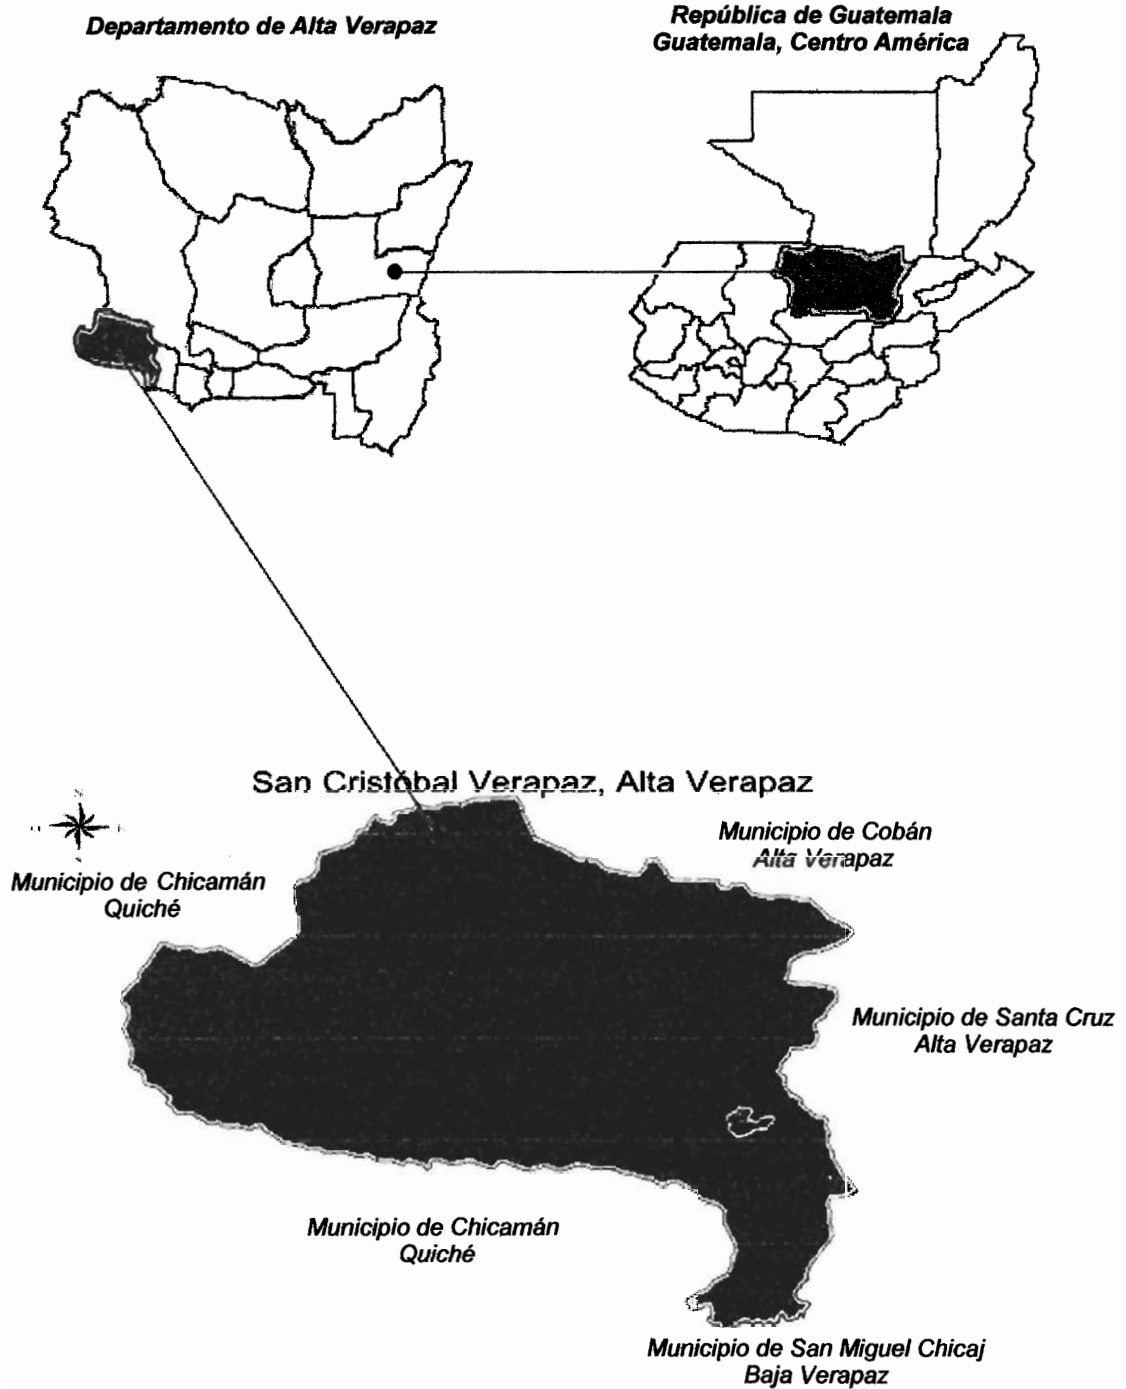 Departamento de Alta Verapaz
República de Guatemala
Guatemala, Centro América
San Cristóbal Verapaz, Alta Verapaz
Municipio de Cobán
Alta Verapaz
Municipio de Chicamán
Quiché
Municipio de Santa Cruz
Alta Verapaz
Municipio de Chicamán
Quiché
Municipio de San Miguel Chicaj
Baja Verapaz